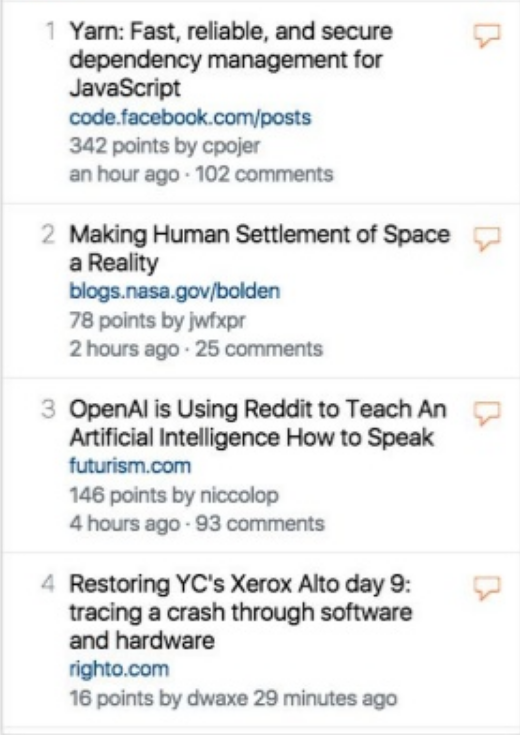 1 Yarn: Fast, reliable, and secure
dependency management for
JavaScript
code.facebook.com/posts
342 points by cpojer
an hour ago · 102 comments
2 Making Human Settlement of Space
a Reality
blogs.nasa.gov/bolden
78 points by jwfxpr
2 hours ago · 25 comments
3 OpenAI is Using Reddit to Teach An
Artificial Intelligence How to Speak
futurism.com
146 points by niccolop
4 hours ago · 93 comments
4 Restoring YC's Xerox Alto day 9:
tracing a crash through software
and hardware
righto.com
16 points by dwaxe 29 minutes ago